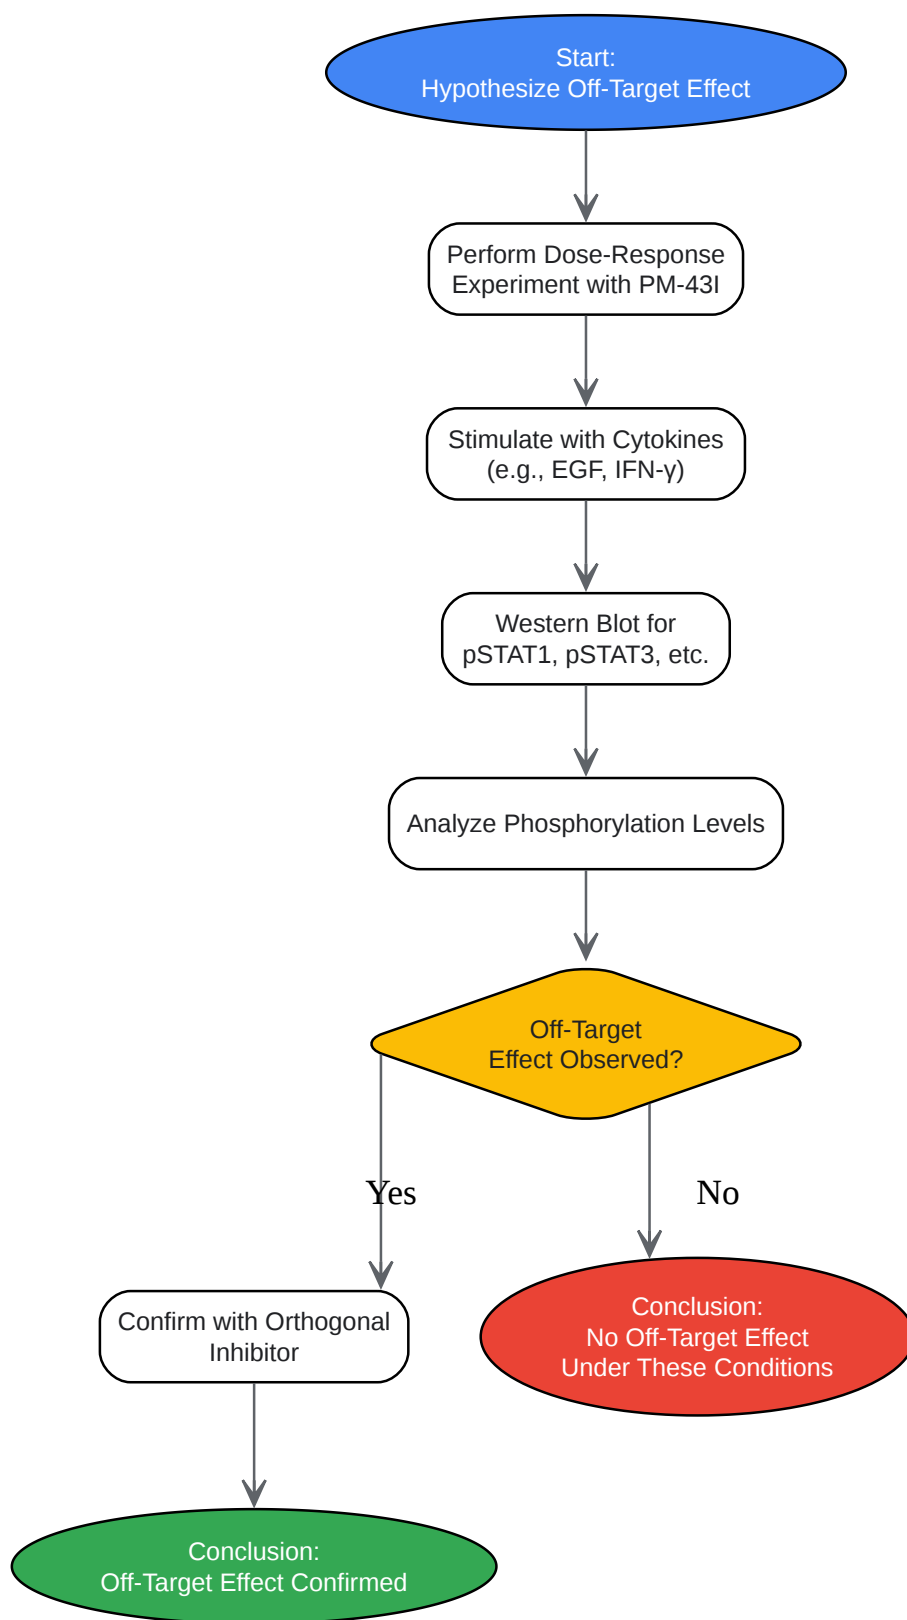 Start:
Hypothesize Off-Target Effect
Perform Dose-Response
Experiment with PM-43I
Stimulate with Cytokines
(e.g., EGF, IFN-γ)
Western Blot for
pSTAT1, pSTAT3, etc.
Analyze Phosphorylation Levels
Off-Target
Effect Observed?
Yes
No
Confirm with Orthogonal
Inhibitor
Conclusion:
No Off-Target Effect
Under These Conditions
Conclusion:
Off-Target Effect Confirmed